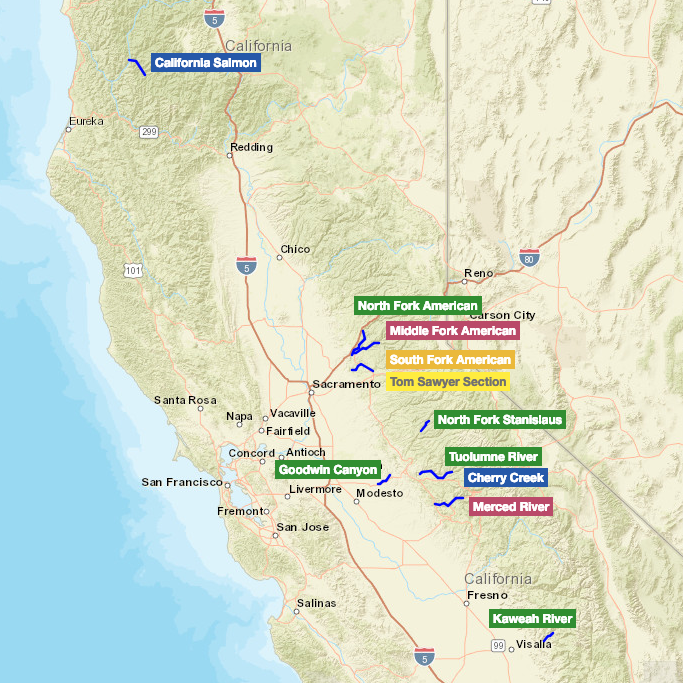 5
California
California Salmon
Eureka
299
Redding
Chico
5
101
80
Reno
North Fork American
Carson City
Middle Fork American
South Fork American
Tom Sawyer Section
Sacramento
Santa Rosa
Napa
Vacaville
Fairfield
North Fork Stanislaus
Concord
Antioch
Tuolumne River
Goodwin Canyon
Cherry Creek
San Francisco
Livermore
Modesto
Merced River
Fremont
San Jose
California
Salinas
Fresno
Kaweah River
99
Visalia
5